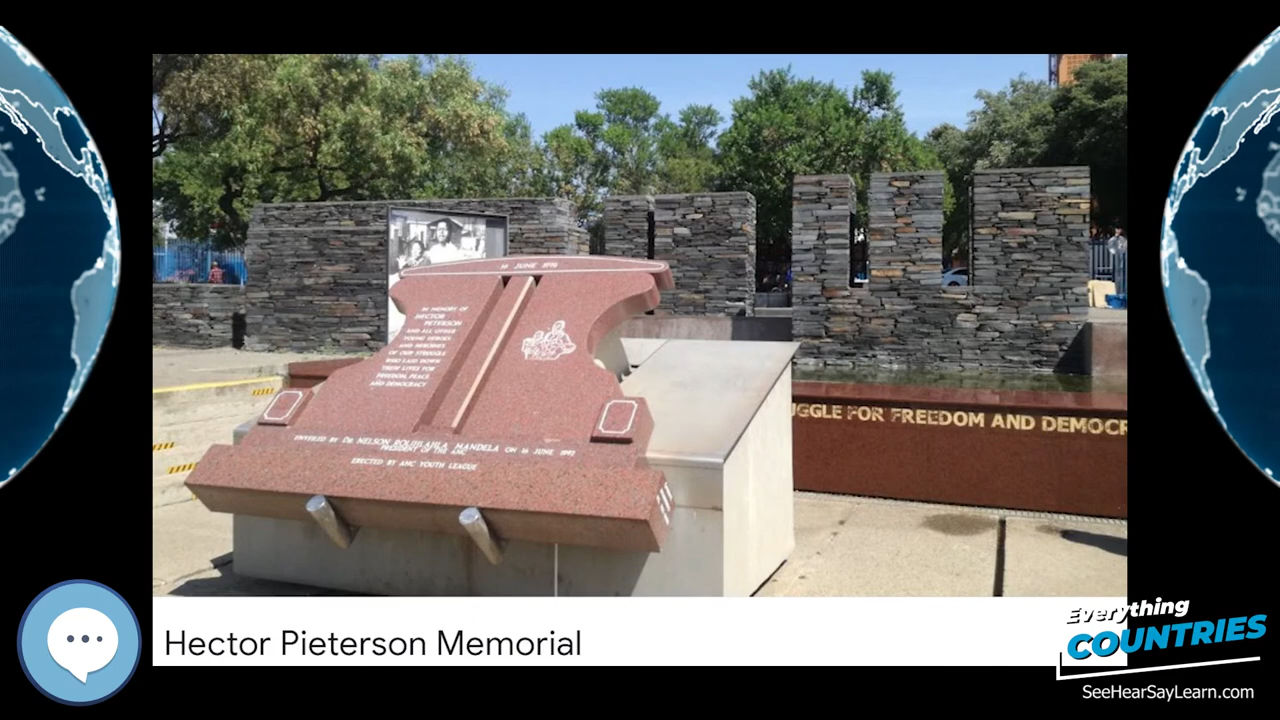 16 JUNE 1976
IN MEMORY OF
HECTOR
PETERSON
AND ALL OTHER
YOUNG HEROES
AND HEROINES
OF OUR STRUGGLE
WHO LAID DOWN
THEIR LIVES FOR
FREEDOM, PEACE
AND DEMOCRACY
UNVEILED BY DR NELSON ROLIHLAHLA MANDELA ON 16 JUNE 1992
PRESIDENT OF THE ANC
ERECTED BY ANC YOUTH LEAGUE
UGGLE FOR FREEDOM AND DEMOCR
Hector Pieterson Memorial
Everything
COUNTRIES
SeeHearSayLearn.com